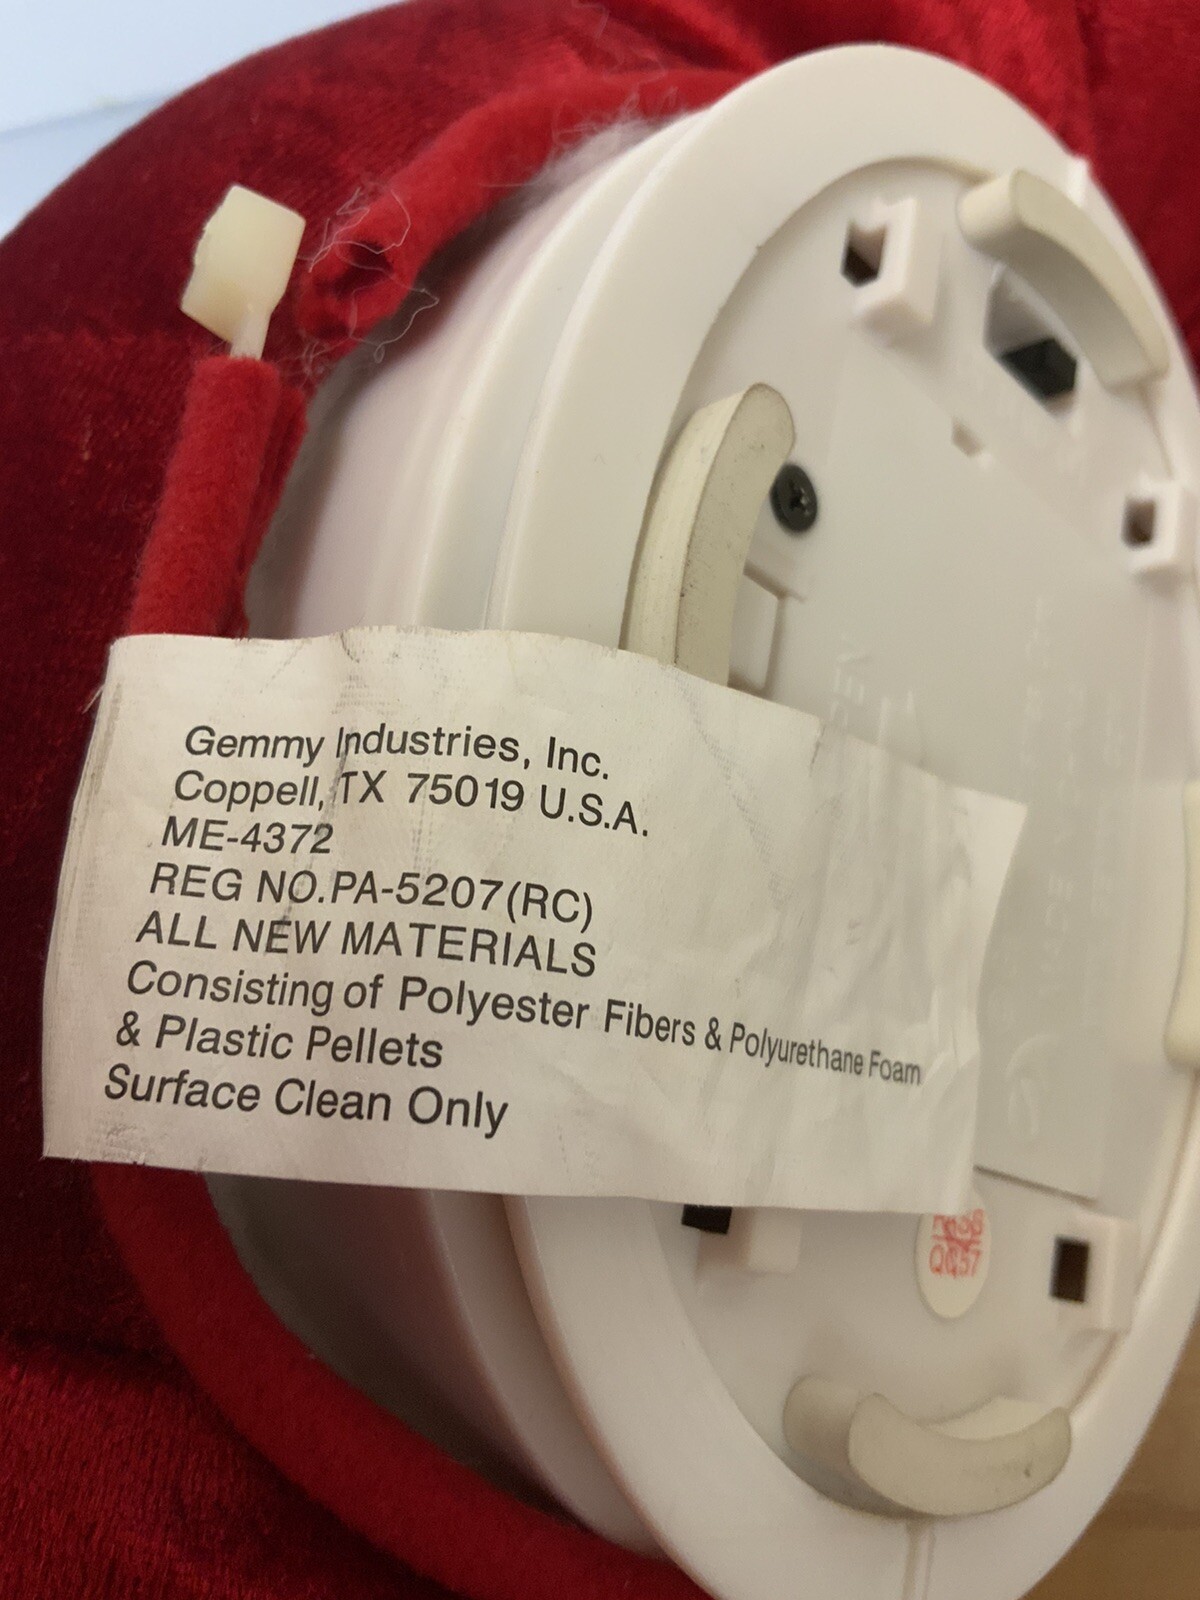 Gemmy Industries, Inc.
Coppell, TX 75019 U.S.A.
ME-4372
REG NO.PA-5207(RC)
ALL NEW MATERIALS
Consisting of Polyester Fibers & Polyurethane Foam
& Plastic Pellets
Surface Clean Only